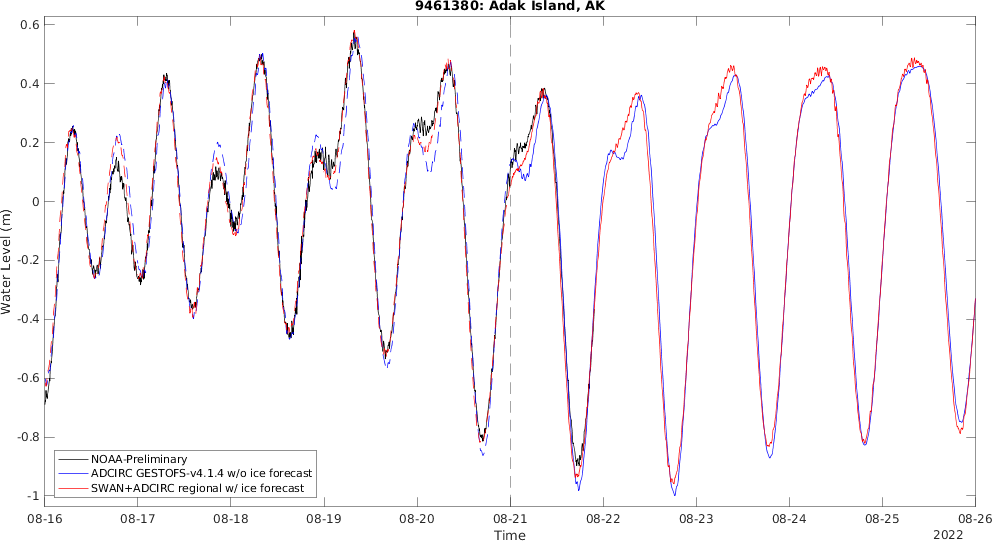 9461380: Adak Island, AK
0.6
0.4
0.2
0
-0.2
-0.4
-0.6
-0.8
-1
Water Level (m)
NOAA-Preliminary
ADCIRC GESTOFS-v4.1.4 w/o ice forecast
SWAN+ADCIRC regional w/ ice forecast
08-16 08-17 08-18 08-19 08-20 08-21 08-22 08-23 08-24 08-25 08-26
Time
2022